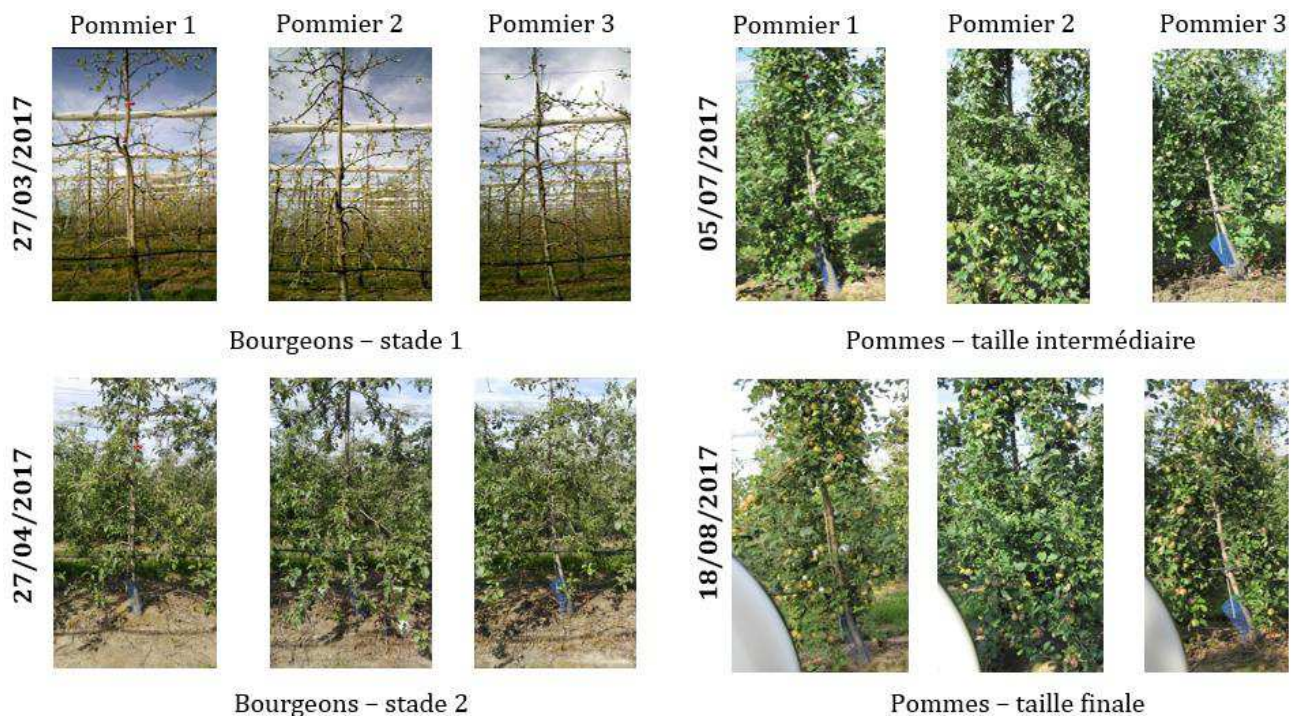 Pommier 1
Pommier 2
Pommier 3
27/03/2017
Bourgeons – stade 1
27/04/2017
Bourgeons – stade 2
Pommier 1
Pommier 2
Pommier 3
05/07/2017
Pommes – taille intermédiaire
18/08/2017
Pommes – taille finale